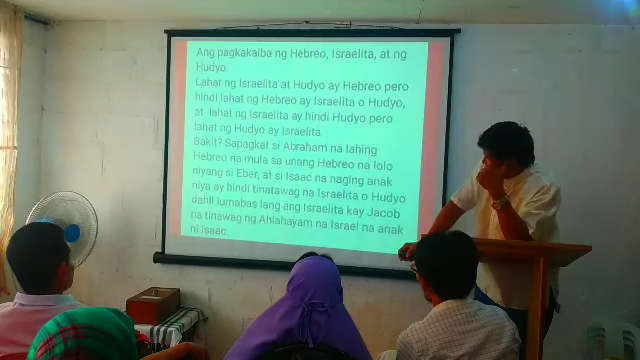 Ang pagkakaiba ng Hebreo, Israelita, at ng
Hudyo.
Lahat ng Israelita at Hudyo ay Hebreo pero
hindi lahat ng Hebreo ay Israelita o Hudyo,
at lahat ng Israelita ay hindi Hudyo pero
lahat ng Hudyo ay Israelita.
Bakit? Sapagkat si Abraham na lahing
Hebreo na mula sa unang Hebreo na lolo
niyang si Eber, at si Isaac na naging anak
niya ay hindi tinatawag na Israelita o Hudyo
dahil lumabas lang ang Israelita kay Jacob
na tinawag ng Ahlahayam na Israel na anak
ni Isaac.